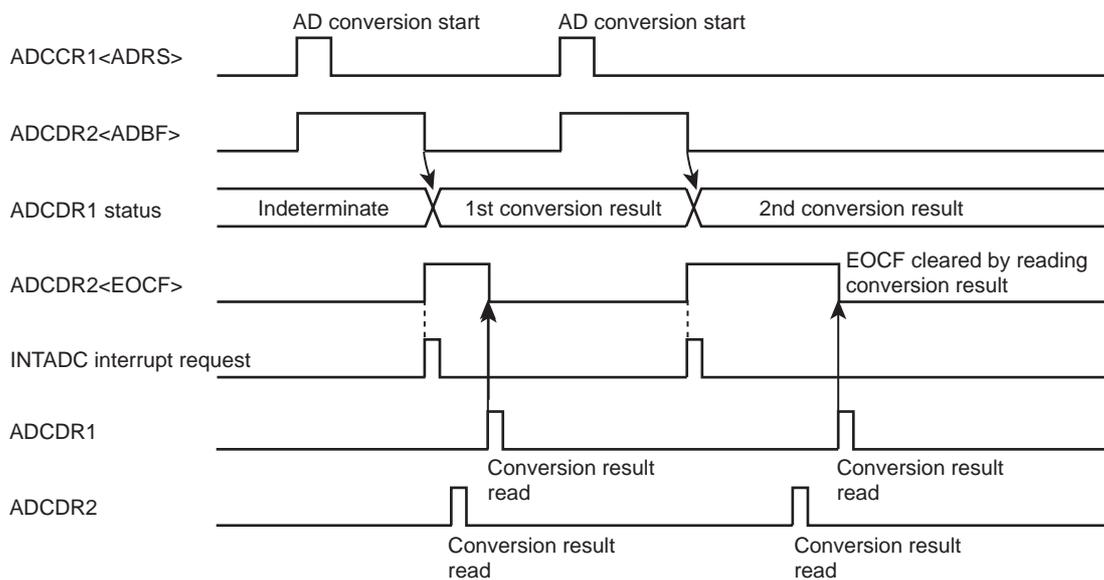 AD conversion start
AD conversion start
ADCCR1<ADRS>
ADCDR2<ADBF>
ADCDR1 status
Indeterminate
1st conversion result
2nd conversion result
ADCDR2<EOCF>
EOCF cleared by reading
conversion result
INTADC interrupt request
ADCDR1
Conversion result
read
Conversion result
read
ADCDR2
Conversion result
read
Conversion result
read